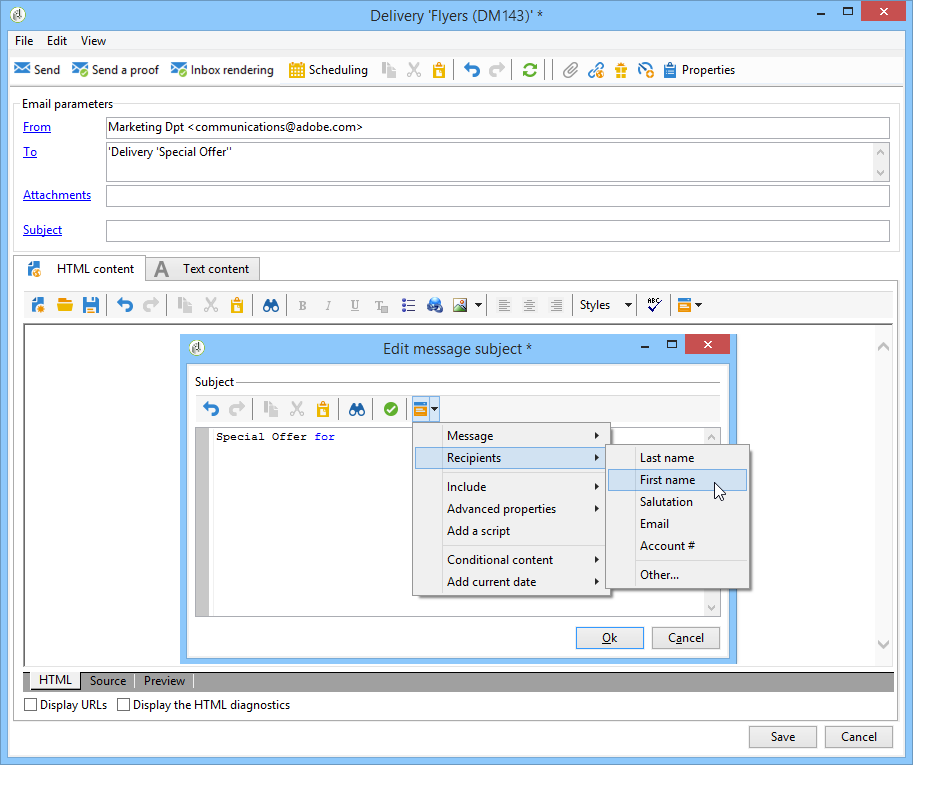 Delivery 'Flyers (DM143)' *
File Edit View
Send Send a proof Inbox rendering Scheduling Properties
Email parameters
From Marketing Dpt <communications@adobe.com>
To 'Delivery 'Special Offer''
Attachments
Subject
HTML content A Text content
B I U T Styles ABC
Edit message subject *
Subject
Special Offer for
Message
Recipients
Include
Advanced properties
Add a script
Conditional content
Add current date
Last name
First name
Salutation
Email
Account #
Other...
Ok Cancel
HTML Source Preview
Display URLs Display the HTML diagnostics
Save Cancel